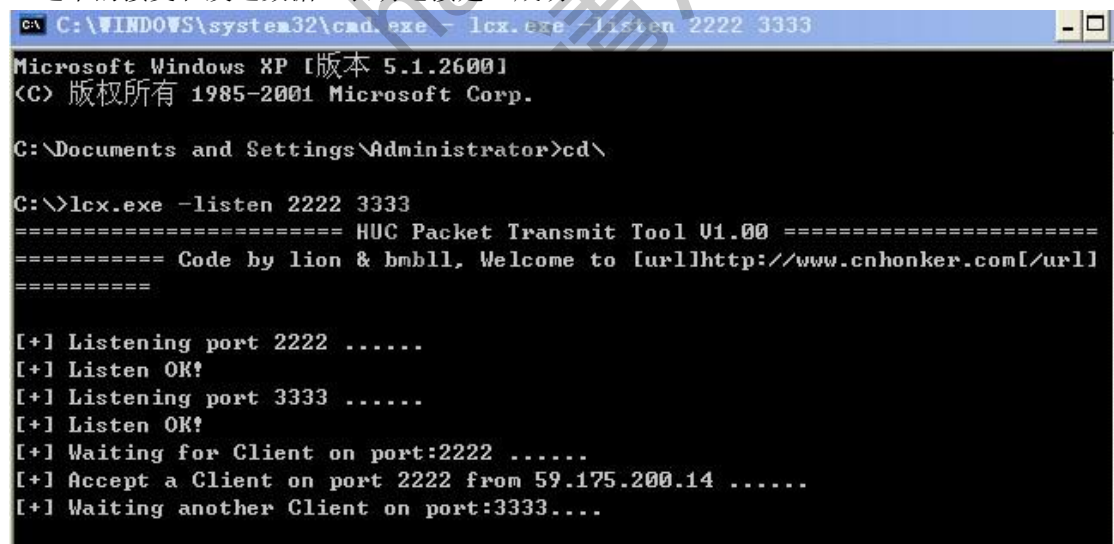 C:\WINDOWS\system32\cmd.exe - lcx.exe -listen 2222 3333
Microsoft Windows XP [版本 5.1.2600]
(C) 版权所有 1985-2001 Microsoft Corp.
C:\Documents and Settings\Administrator>cd\
C:\>lcx.exe -listen 2222 3333
======================== HUC Packet Transmit Tool V1.00 =======================
=========== Code by lion & bmbll, Welcome to [url]http://www.cnhonker.com[/url]
==========
[+] Listening port 2222 ......
[+] Listen OK!
[+] Listening port 3333 ......
[+] Listen OK!
[+] Waiting for Client on port:2222 ......
[+] Accept a Client on port 2222 from 59.175.200.14 ......
[+] Waiting another Client on port:3333....